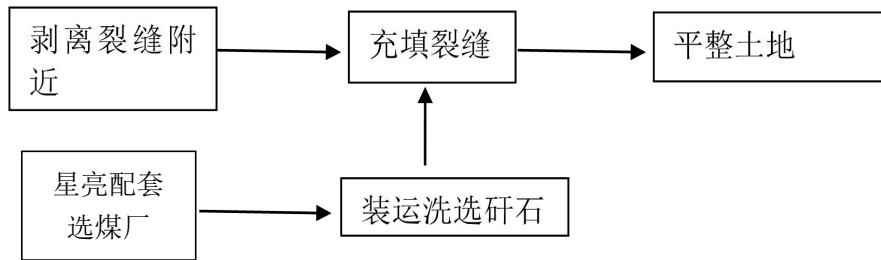 剥离裂缝附
近
充填裂缝
平整土地
星亮配套
选煤厂
装运洗选矸石